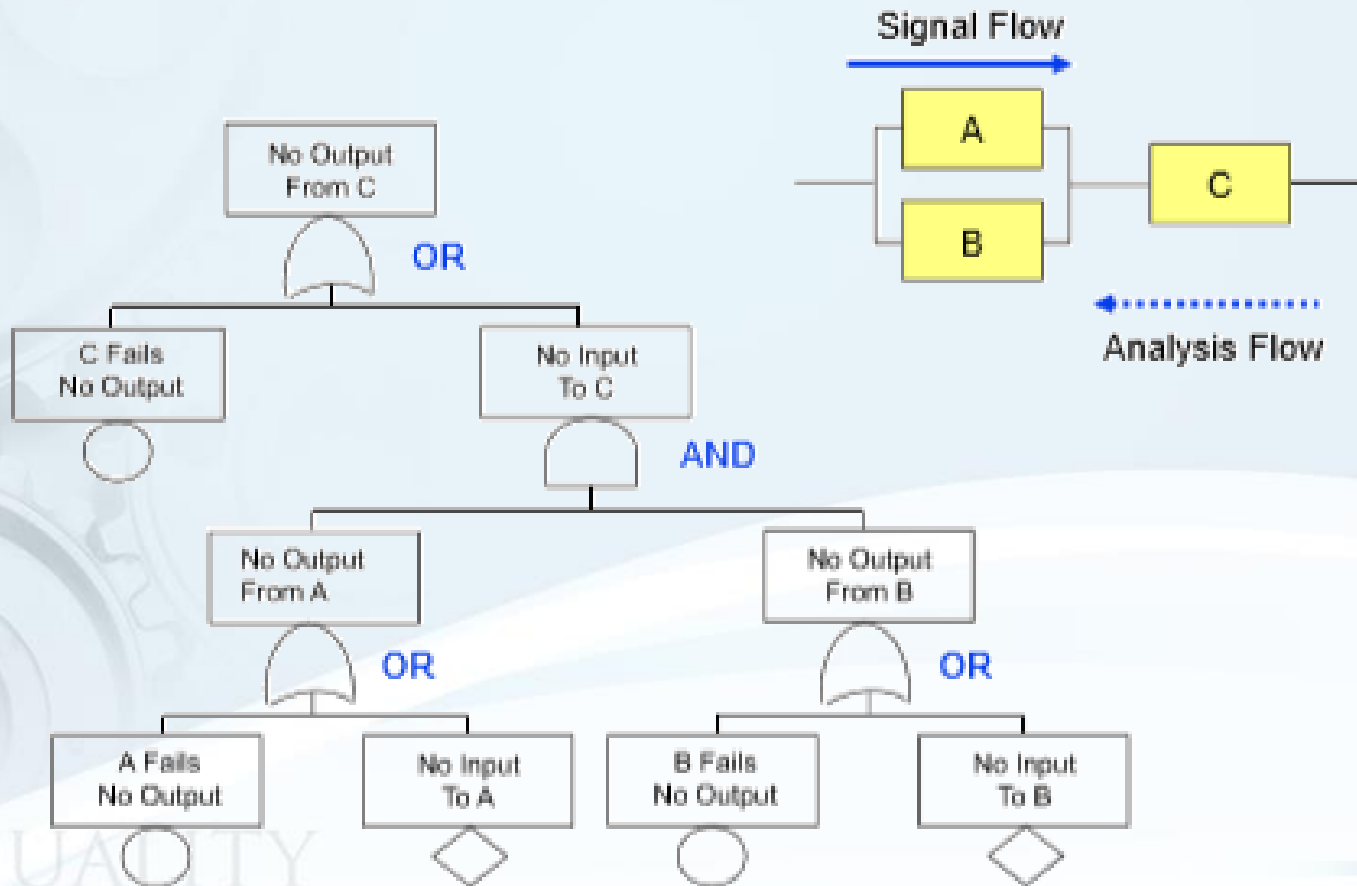 Signal Flow
A
B
C
Analysis Flow
No Output
From C
OR
C Fails
No Output
No Input
To C
AND
No Output
From A
No Output
From B
OR
OR
A Fails
No Output
No Input
To A
B Fails
No Output
No Input
To B
UALITY